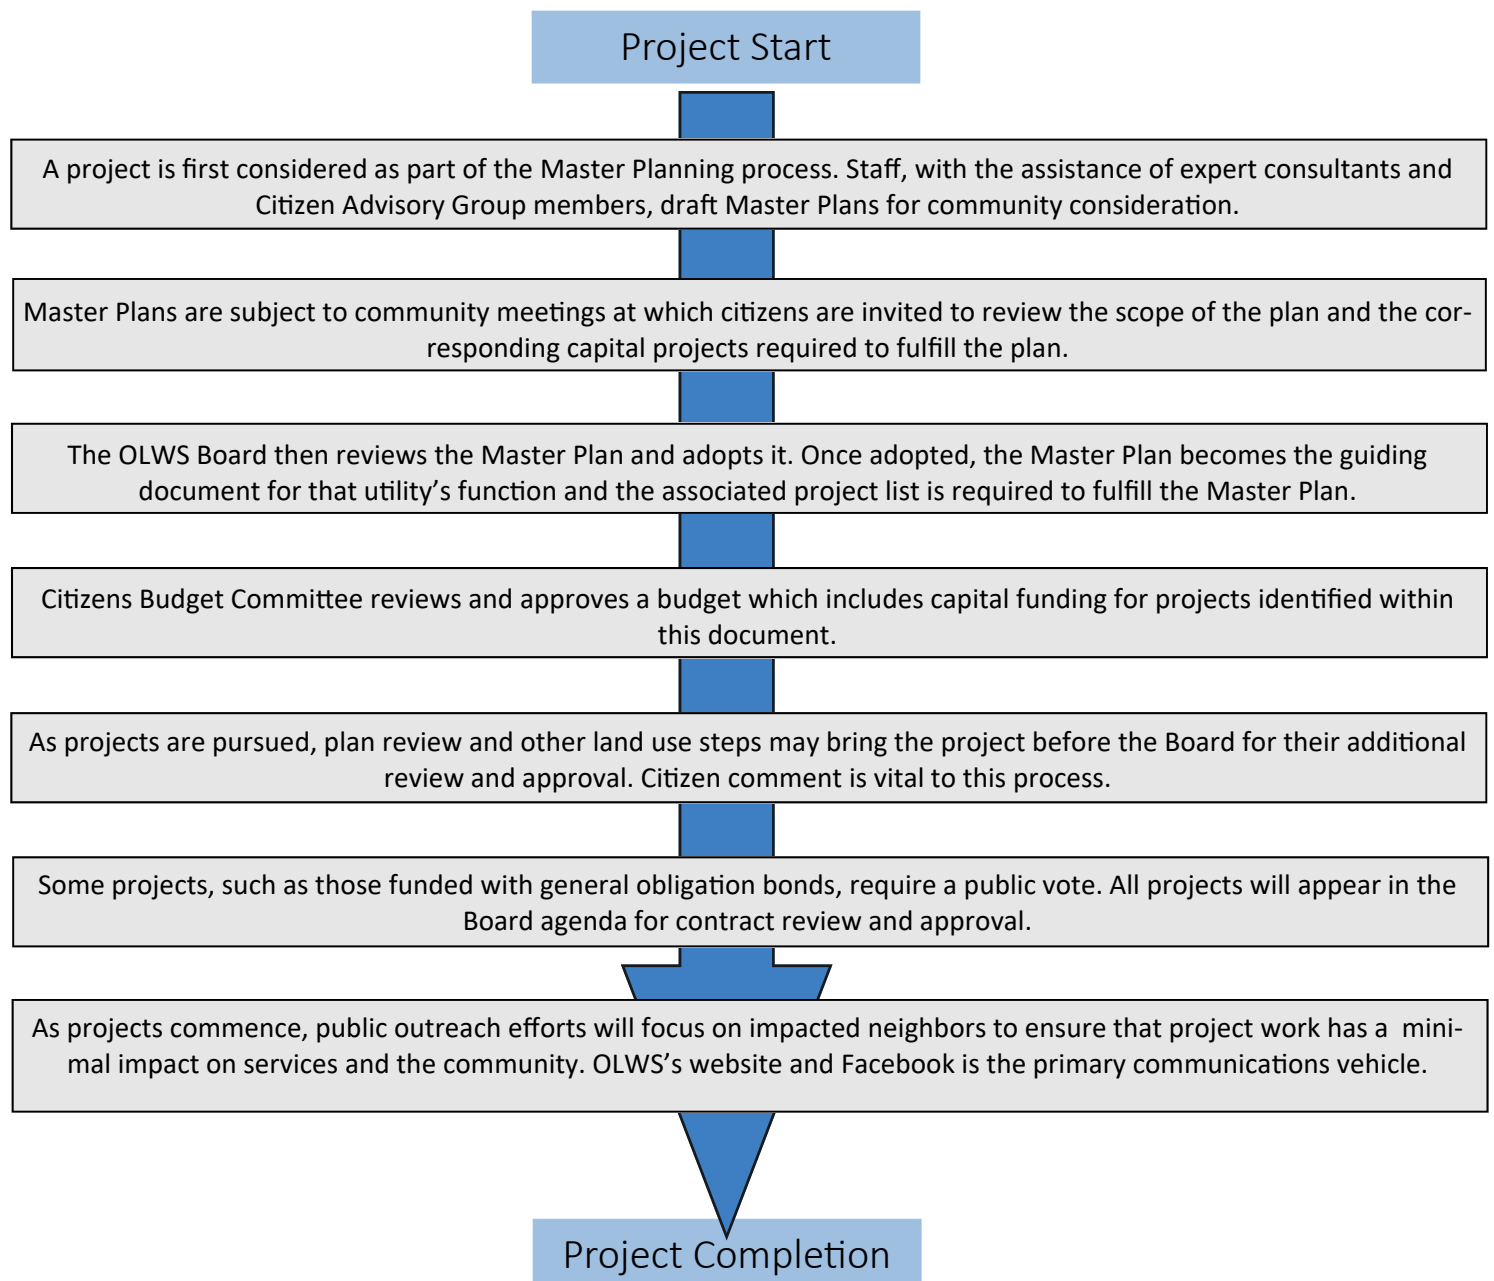 Project Start
A project is first considered as part of the Master Planning process. Staff, with the assistance of expert consultants and
Citizen Advisory Group members, draft Master Plans for community consideration.
Master Plans are subject to community meetings at which citizens are invited to review the scope of the plan and the cor-
responding capital projects required to fulfill the plan.
The OLWS Board then reviews the Master Plan and adopts it. Once adopted, the Master Plan becomes the guiding
document for that utility’s function and the associated project list is required to fulfill the Master Plan.
Citizens Budget Committee reviews and approves a budget which includes capital funding for projects identified within
this document.
As projects are pursued, plan review and other land use steps may bring the project before the Board for their additional
review and approval. Citizen comment is vital to this process.
Some projects, such as those funded with general obligation bonds, require a public vote. All projects will appear in the
Board agenda for contract review and approval.
As projects commence, public outreach efforts will focus on impacted neighbors to ensure that project work has a  mini-
mal impact on services and the community. OLWS’s website and Facebook is the primary communications vehicle.
Project Completion